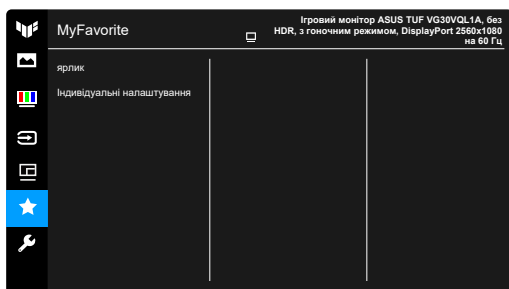 MyFavorite
Ігровий монітор ASUS TUF VG30VQL1A, без
HDR, з гоночним режимом, DisplayPort 2560x1080
на 60 Гц
ярлик
Індивідуальні налаштування